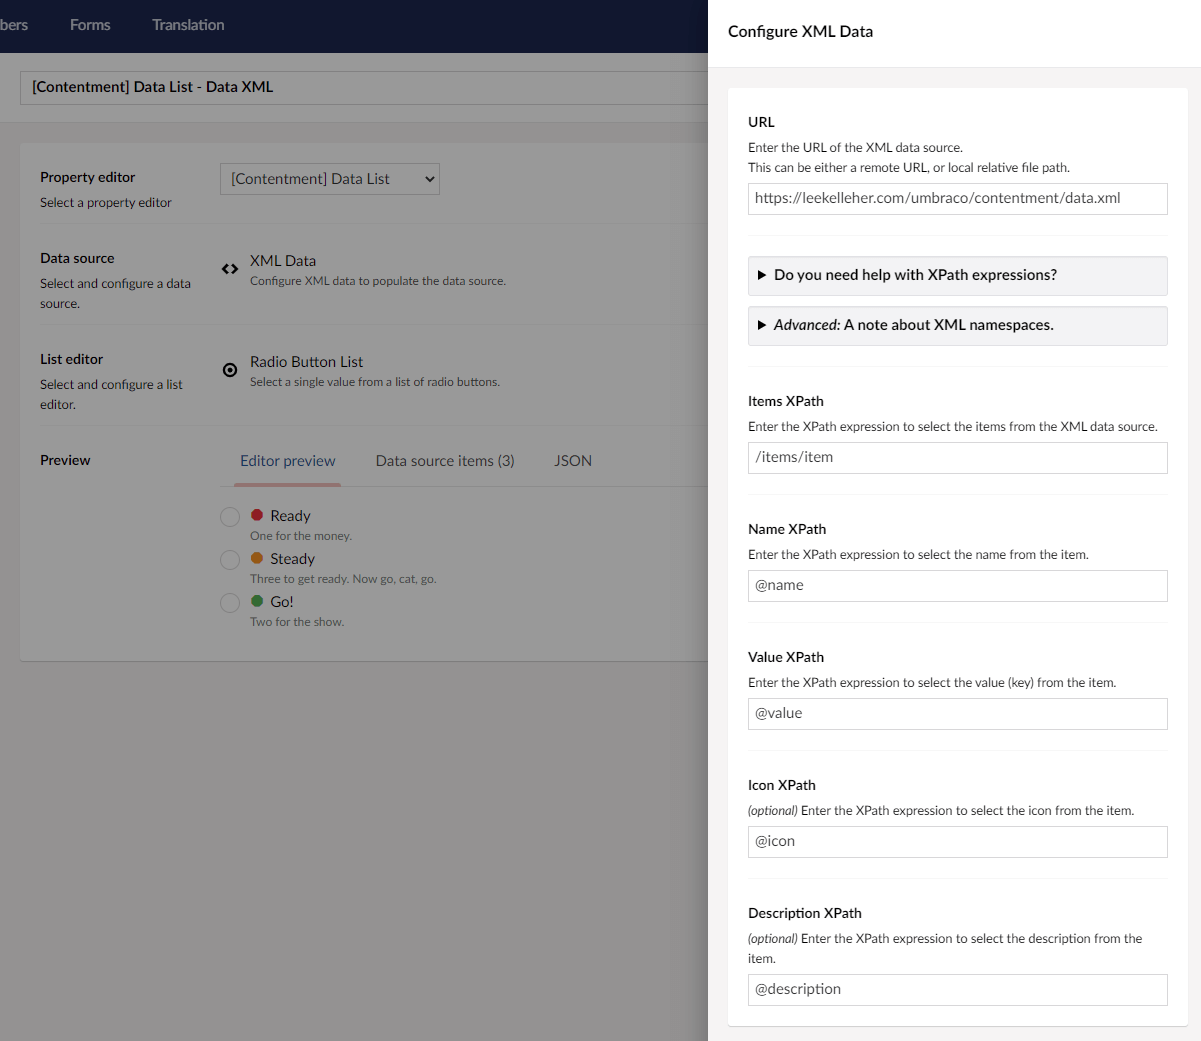 bers Forms Translation
[Contentment] Data List - Data XML
Property editor
Select a property editor
[Contentment] Data List
Data source
Select and configure a data
source.
XML Data
Configure XML data to populate the data source.
List editor
Select and configure a list
editor.
Radio Button List
Select a single value from a list of radio buttons.
Preview
Editor preview Data source items (3) JSON
Ready
One for the money.
Steady
Three to get ready. Now go, cat, go.
Go!
Two for the show.
Configure XML Data
URL
Enter the URL of the XML data source.
This can be either a remote URL, or local relative file path.
https://leekelleher.com/umbraco/contentment/data.xml
Do you need help with XPath expressions?
Advanced: A note about XML namespaces.
Items XPath
Enter the XPath expression to select the items from the XML data source.
/items/item
Name XPath
Enter the XPath expression to select the name from the item.
@name
Value XPath
Enter the XPath expression to select the value (key) from the item.
@value
Icon XPath
(optional) Enter the XPath expression to select the icon from the item.
@icon
Description XPath
(optional) Enter the XPath expression to select the description from the
item.
@description